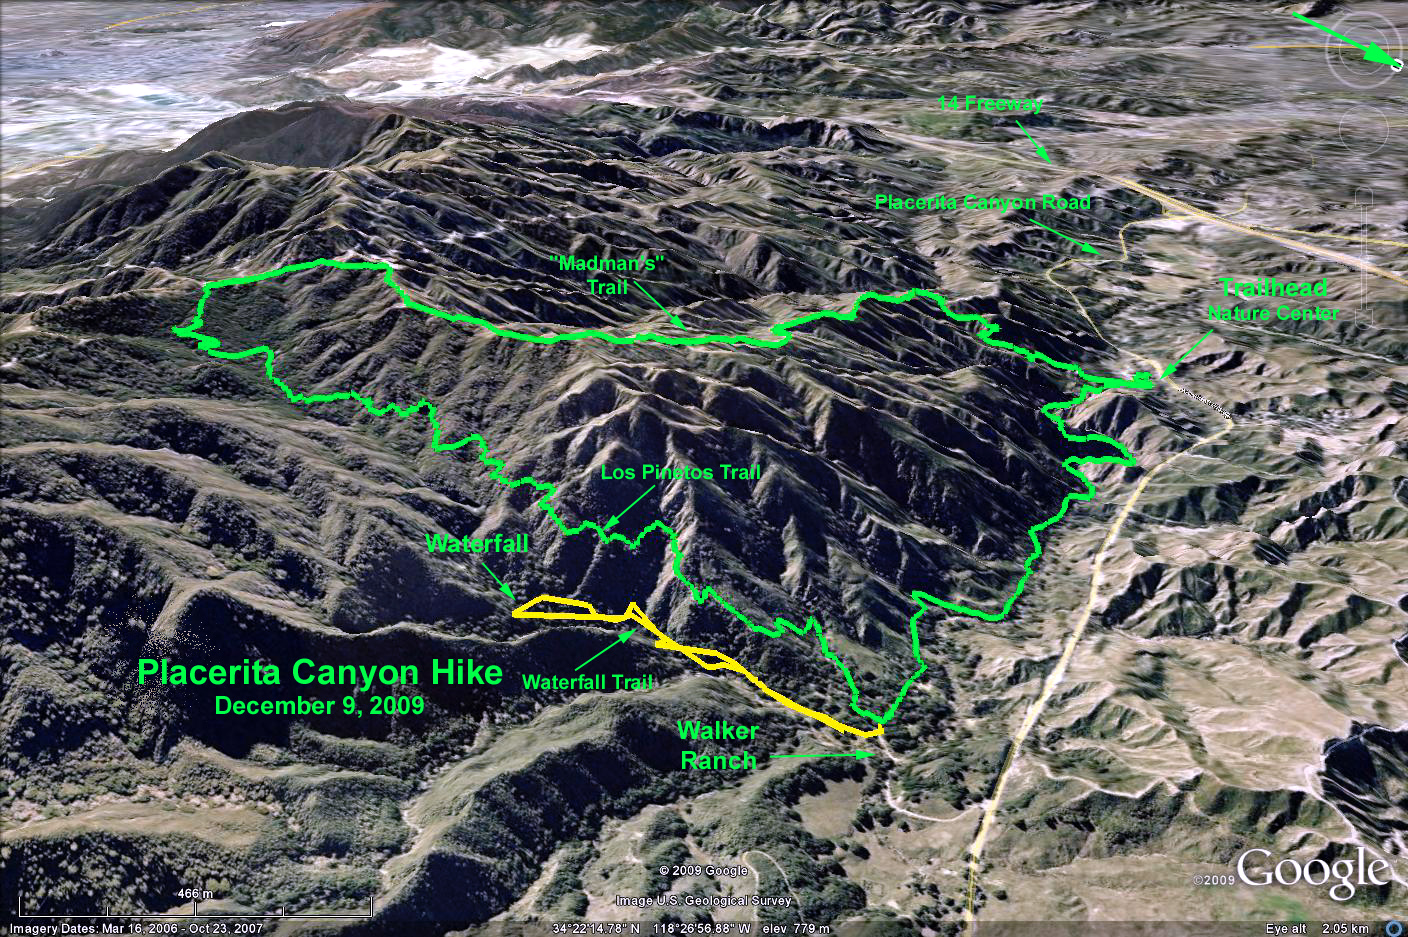 14 Freeway
Placerita Canyon Road
"Madman's"
Trail
Trailhead
Nature Center
Los Pinetos Trail
Waterfall
Placerita Canyon Hike
December 9, 2009
Waterfall Trail
Walker
Ranch
© 2009 Google
©2009 Google
466 m
Image U.S. Geological Survey
Imagery Dates: Mar 16, 2006 - Oct 23, 2007
34°22'14.78" N 118°26'56.88" W elev 779 m
Eye alt 2.05 km